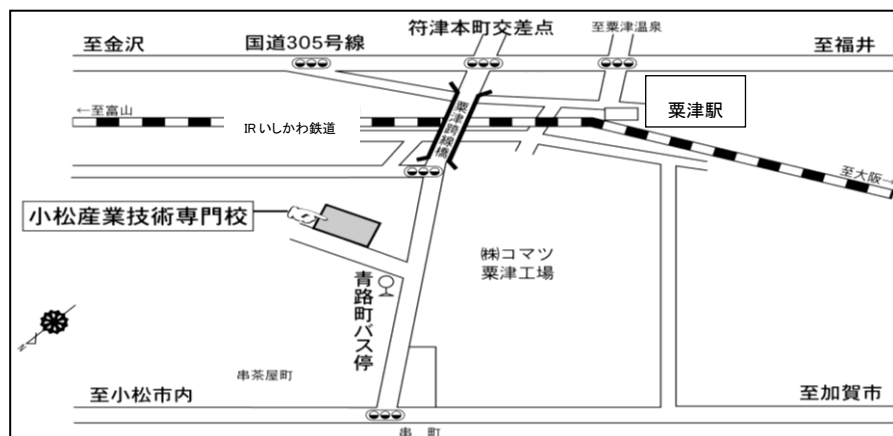 符津本町交差点
至粟津温泉
至金沢
国道305号線
至福井
←至富山
IRいしかわ鉄道
粟津跨線橋
粟津駅
至大阪→
小松産業技術専門校
㈱コマツ
粟津工場
青路町バス停
N
串茶屋町
至小松市内
至加賀市
串 町